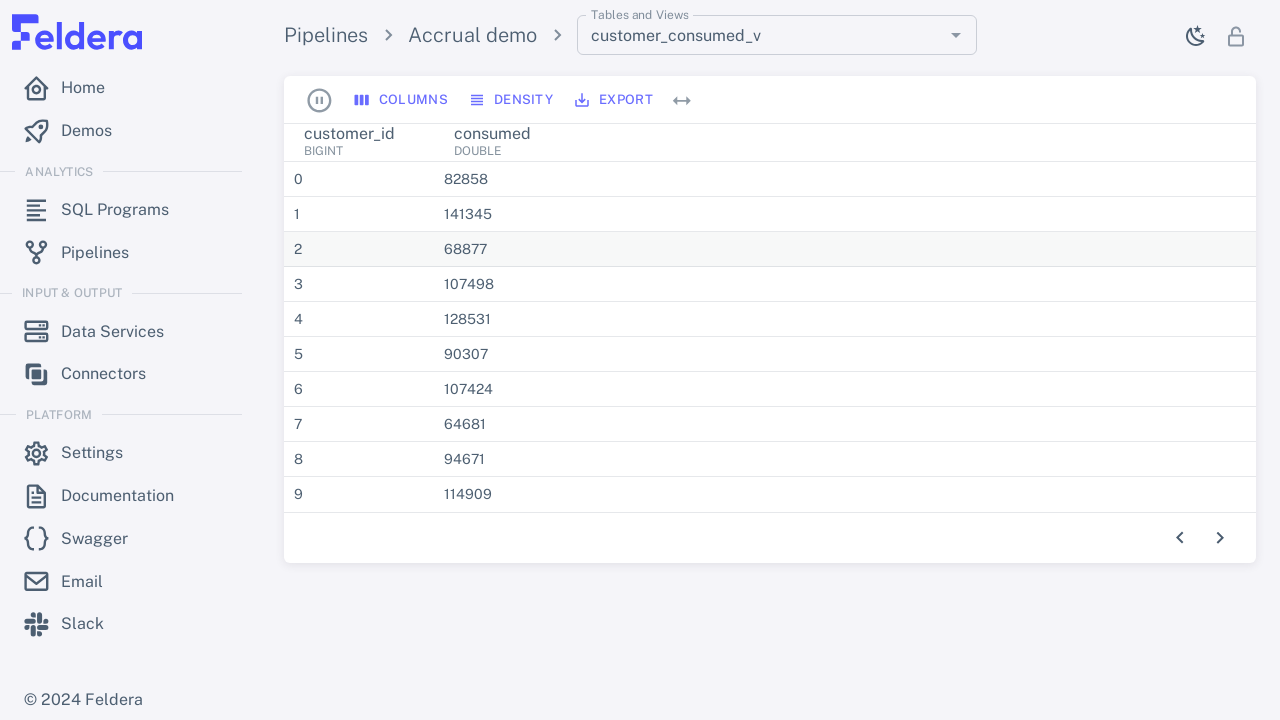 Feldera
Home
Demos
ANALYTICS
SQL Programs
Pipelines
INPUT & OUTPUT
Data Services
Connectors
PLATFORM
Settings
Documentation
Swagger
Email
Slack
© 2024 Feldera
Pipelines
Accrual demo
Tables and Views
customer_consumed_v
COLUMNS
DENSITY
EXPORT
customer_id consumed
BIGINT DOUBLE
0 82858
1 141345
2 68877
3 107498
4 128531
5 90307
6 107424
7 64681
8 94671
9 114909